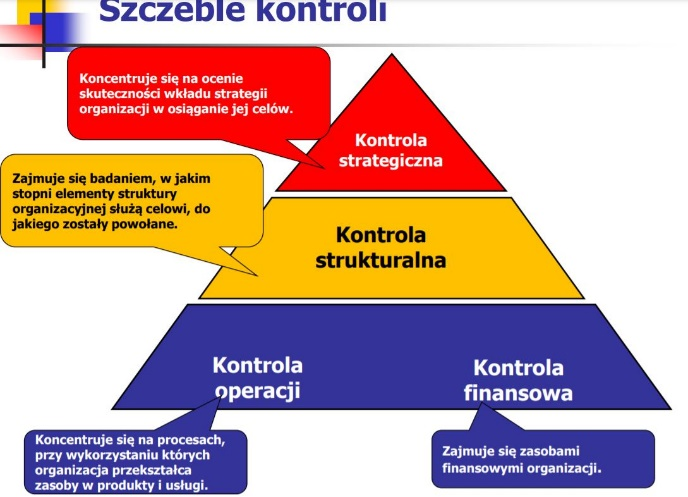 Szczeble kontroli
Koncentruje się na ocenie
skuteczności wkładu strategii
organizacji w osiąganie jej celów.
Kontrola
strategiczna
Zajmuje się badaniem, w jakim
stopni elementy struktury
organizacyjnej służą celowi, do
jakiego zostały powołane.
Kontrola
strukturalna
Kontrola
operacji
Kontrola
finansowa
Koncentruje się na procesach,
przy wykorzystaniu których
organizacja przekształca
zasoby w produkty i usługi.
Zajmuje się zasobami
finansowymi organizacji.